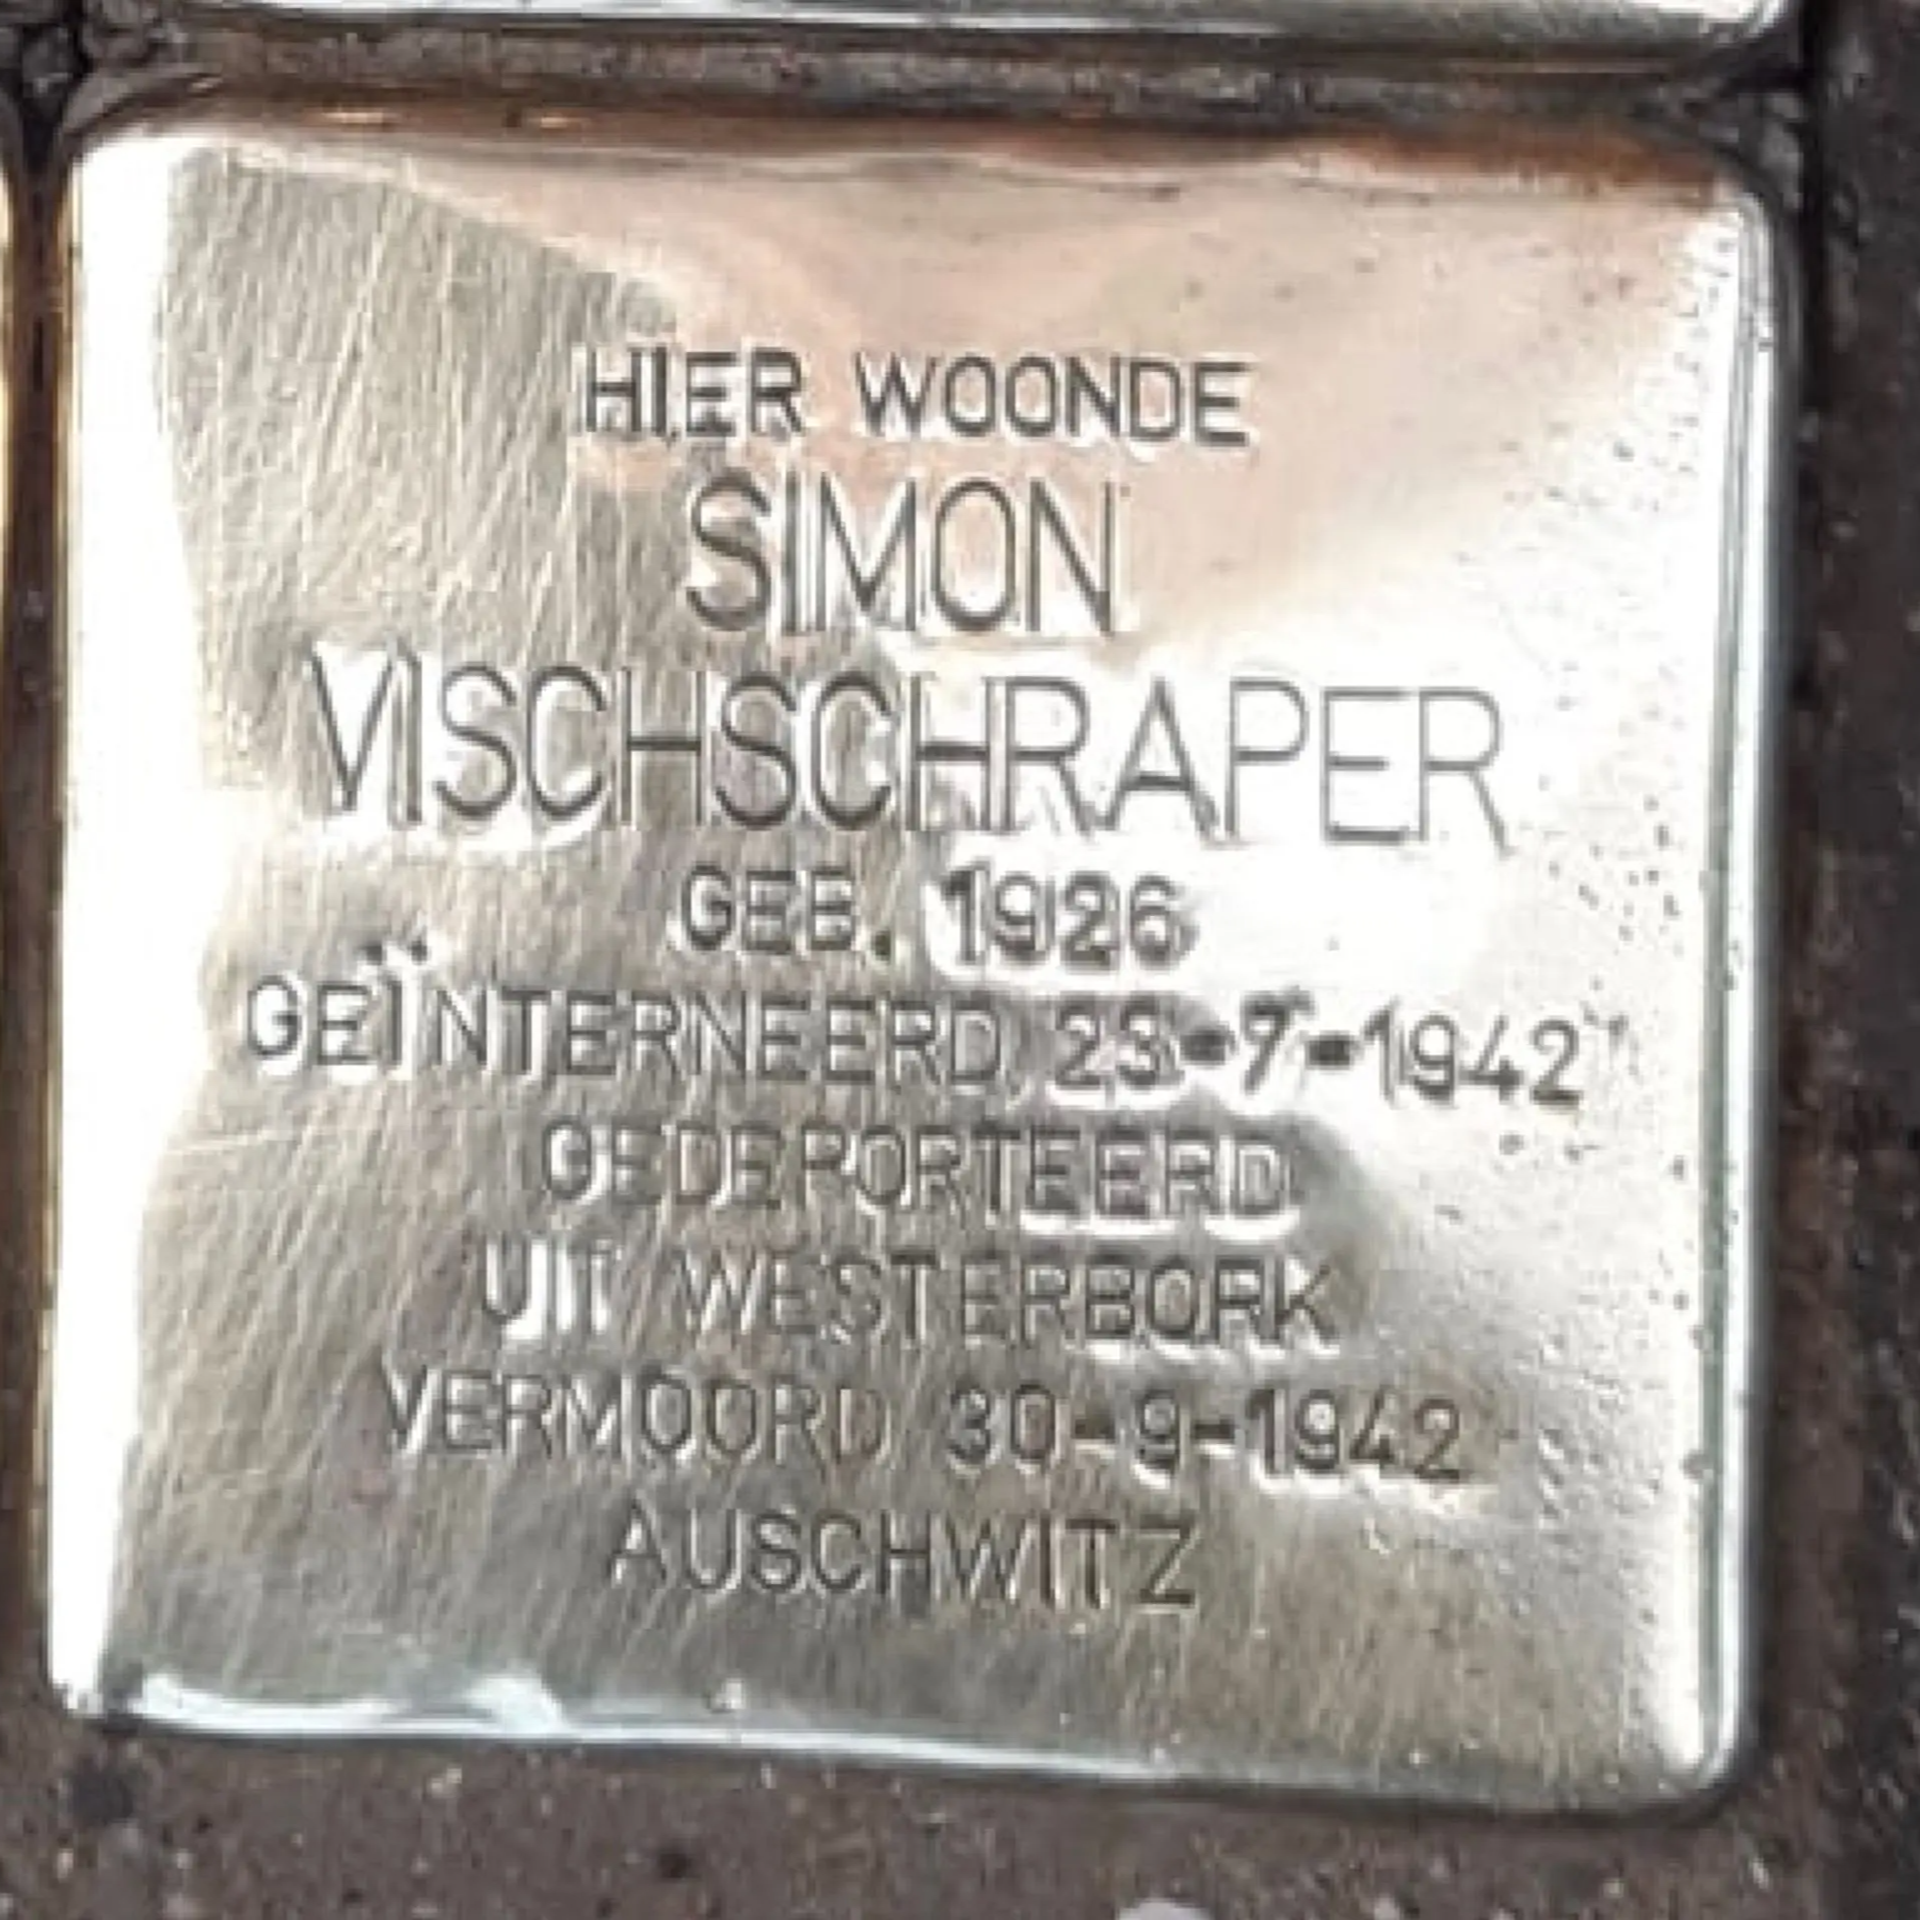 HIER WOONDE
SIMON
VISCHSCHRAPER
GEB. 1926
GEÏNTERNEERD 23-7-1942
GEDEPORTEERD
UIT WESTERBORK
VERMOORD 30-9-1942
AUSCHWITZ